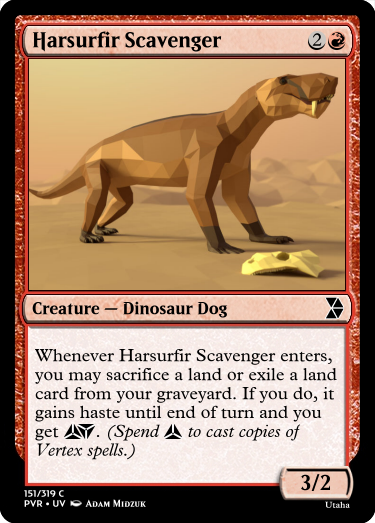 Harsurfir Scavenger 2
Creature — Dinosaur Dog
Whenever Harsurfir Scavenger enters,
you may sacrifice a land or exile a land
card from your graveyard. If you do, it
gains haste until end of turn and you
get . (Spend to cast copies of
Vertex spells.)
3/2
151/319 C
PVR • UV Adam Midzuk
Utaha